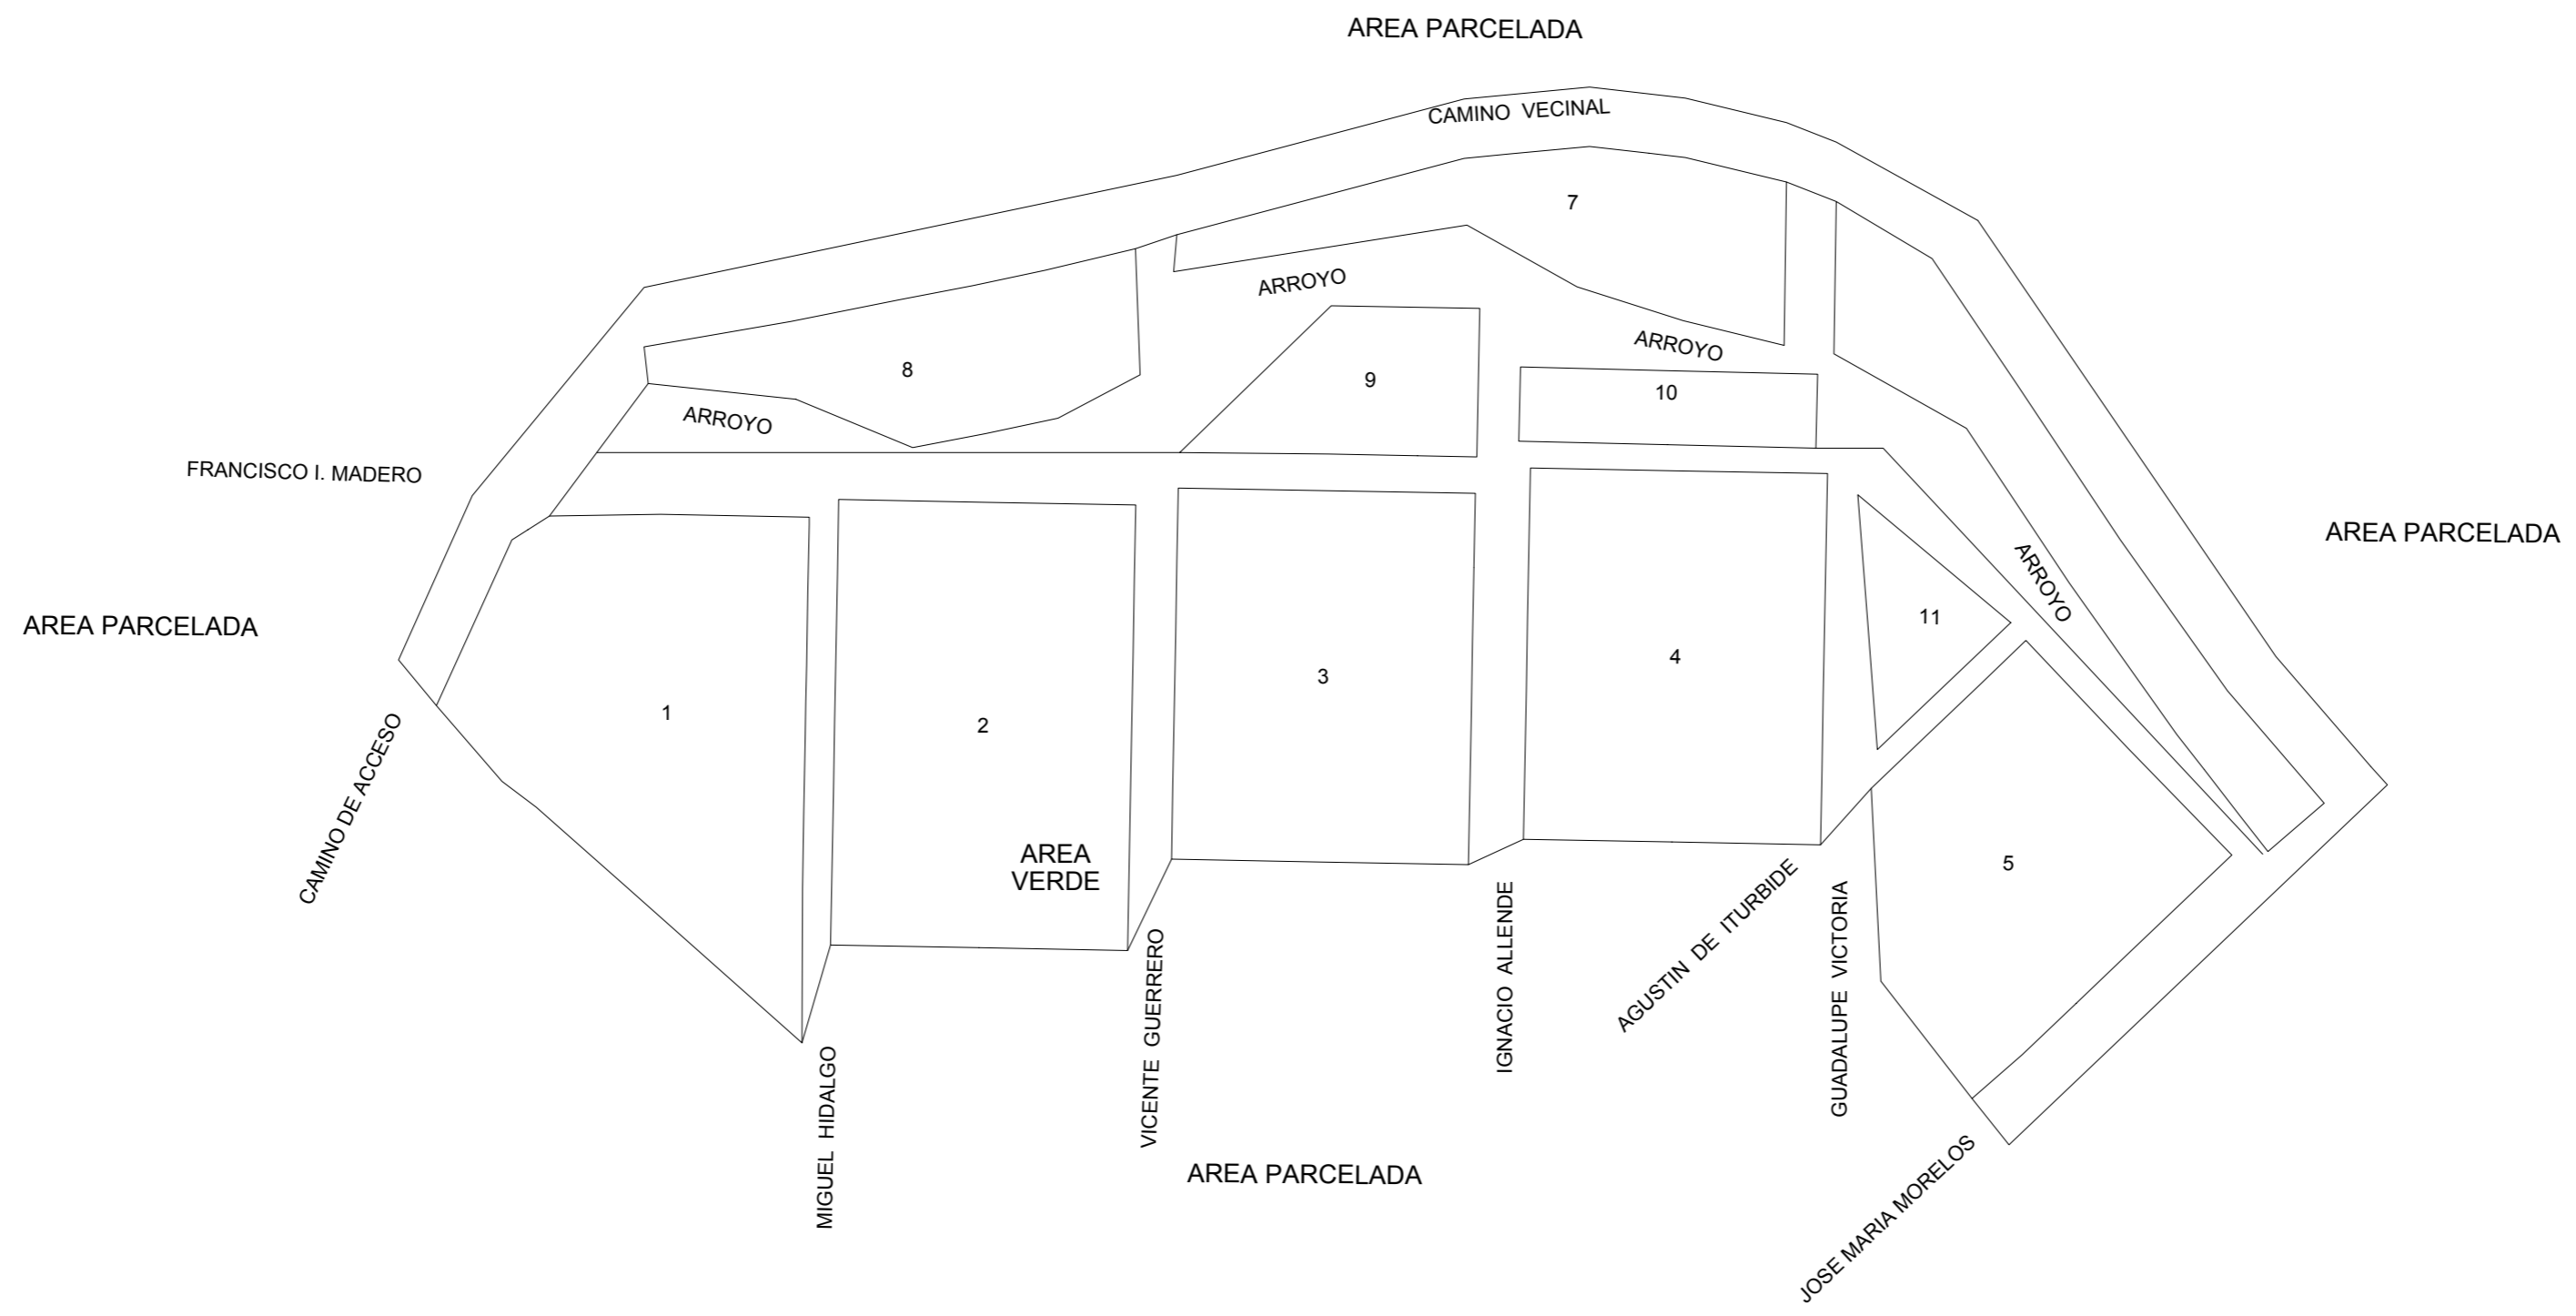 AREA PARCELADA
CAMINO VECINAL
7
ARROYO
ARROYO
8
9
10
ARROYO
FRANCISCO I. MADERO
AREA PARCELADA
ARROYO
11
AREA PARCELADA
4
3
1
2
CAMINO DE ACCESO
AREA
VERDE
5
IGNACIO ALLENDE
AGUSTIN DE ITURBIDE
GUADALUPE VICTORIA
VICENTE GUERRERO
MIGUEL HIDALGO
AREA PARCELADA
JOSE MARIA MORELOS